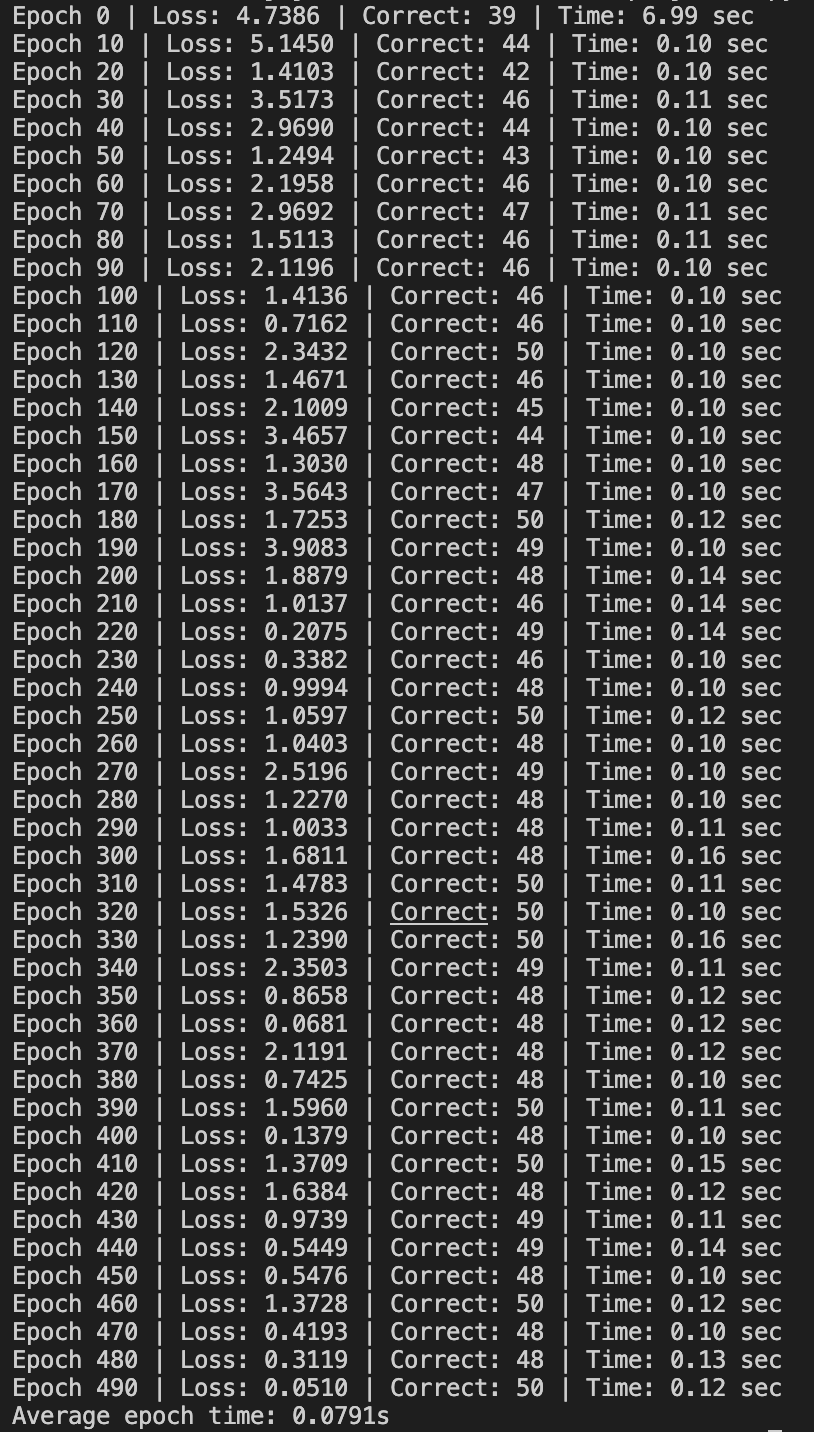 Epoch 0 | Loss: 4.7386 | Correct: 39 | Time: 6.99 sec
Epoch 10 | Loss: 5.1450 | Correct: 44 | Time: 0.10 sec
Epoch 20 | Loss: 1.4103 | Correct: 42 | Time: 0.10 sec
Epoch 30 | Loss: 3.5173 | Correct: 46 | Time: 0.11 sec
Epoch 40 | Loss: 2.9690 | Correct: 44 | Time: 0.10 sec
Epoch 50 | Loss: 1.2494 | Correct: 43 | Time: 0.10 sec
Epoch 60 | Loss: 2.1958 | Correct: 46 | Time: 0.10 sec
Epoch 70 | Loss: 2.9692 | Correct: 47 | Time: 0.11 sec
Epoch 80 | Loss: 1.5113 | Correct: 46 | Time: 0.11 sec
Epoch 90 | Loss: 2.1196 | Correct: 46 | Time: 0.10 sec
Epoch 100 | Loss: 1.4136 | Correct: 46 | Time: 0.10 sec
Epoch 110 | Loss: 0.7162 | Correct: 46 | Time: 0.10 sec
Epoch 120 | Loss: 2.3432 | Correct: 50 | Time: 0.10 sec
Epoch 130 | Loss: 1.4671 | Correct: 46 | Time: 0.10 sec
Epoch 140 | Loss: 2.1009 | Correct: 45 | Time: 0.10 sec
Epoch 150 | Loss: 3.4657 | Correct: 44 | Time: 0.10 sec
Epoch 160 | Loss: 1.3030 | Correct: 48 | Time: 0.10 sec
Epoch 170 | Loss: 3.5643 | Correct: 47 | Time: 0.10 sec
Epoch 180 | Loss: 1.7253 | Correct: 50 | Time: 0.12 sec
Epoch 190 | Loss: 3.9083 | Correct: 49 | Time: 0.10 sec
Epoch 200 | Loss: 1.8879 | Correct: 48 | Time: 0.14 sec
Epoch 210 | Loss: 1.0137 | Correct: 46 | Time: 0.14 sec
Epoch 220 | Loss: 0.2075 | Correct: 49 | Time: 0.14 sec
Epoch 230 | Loss: 0.3382 | Correct: 46 | Time: 0.10 sec
Epoch 240 | Loss: 0.9994 | Correct: 48 | Time: 0.10 sec
Epoch 250 | Loss: 1.0597 | Correct: 50 | Time: 0.12 sec
Epoch 260 | Loss: 1.0403 | Correct: 48 | Time: 0.10 sec
Epoch 270 | Loss: 2.5196 | Correct: 49 | Time: 0.10 sec
Epoch 280 | Loss: 1.2270 | Correct: 48 | Time: 0.10 sec
Epoch 290 | Loss: 1.0033 | Correct: 48 | Time: 0.11 sec
Epoch 300 | Loss: 1.6811 | Correct: 48 | Time: 0.16 sec
Epoch 310 | Loss: 1.4783 | Correct: 50 | Time: 0.11 sec
Epoch 320 | Loss: 1.5326 | Correct: 50 | Time: 0.10 sec
Epoch 330 | Loss: 1.2390 | Correct: 50 | Time: 0.16 sec
Epoch 340 | Loss: 2.3503 | Correct: 49 | Time: 0.11 sec
Epoch 350 | Loss: 0.8658 | Correct: 48 | Time: 0.12 sec
Epoch 360 | Loss: 0.0681 | Correct: 48 | Time: 0.12 sec
Epoch 370 | Loss: 2.1191 | Correct: 48 | Time: 0.12 sec
Epoch 380 | Loss: 0.7425 | Correct: 48 | Time: 0.10 sec
Epoch 390 | Loss: 1.5960 | Correct: 50 | Time: 0.11 sec
Epoch 400 | Loss: 0.1379 | Correct: 48 | Time: 0.10 sec
Epoch 410 | Loss: 1.3709 | Correct: 50 | Time: 0.15 sec
Epoch 420 | Loss: 1.6384 | Correct: 48 | Time: 0.12 sec
Epoch 430 | Loss: 0.9739 | Correct: 49 | Time: 0.11 sec
Epoch 440 | Loss: 0.5449 | Correct: 49 | Time: 0.14 sec
Epoch 450 | Loss: 0.5476 | Correct: 48 | Time: 0.10 sec
Epoch 460 | Loss: 1.3728 | Correct: 50 | Time: 0.12 sec
Epoch 470 | Loss: 0.4193 | Correct: 48 | Time: 0.10 sec
Epoch 480 | Loss: 0.3119 | Correct: 48 | Time: 0.13 sec
Epoch 490 | Loss: 0.0510 | Correct: 50 | Time: 0.12 sec
Average epoch time: 0.0791s